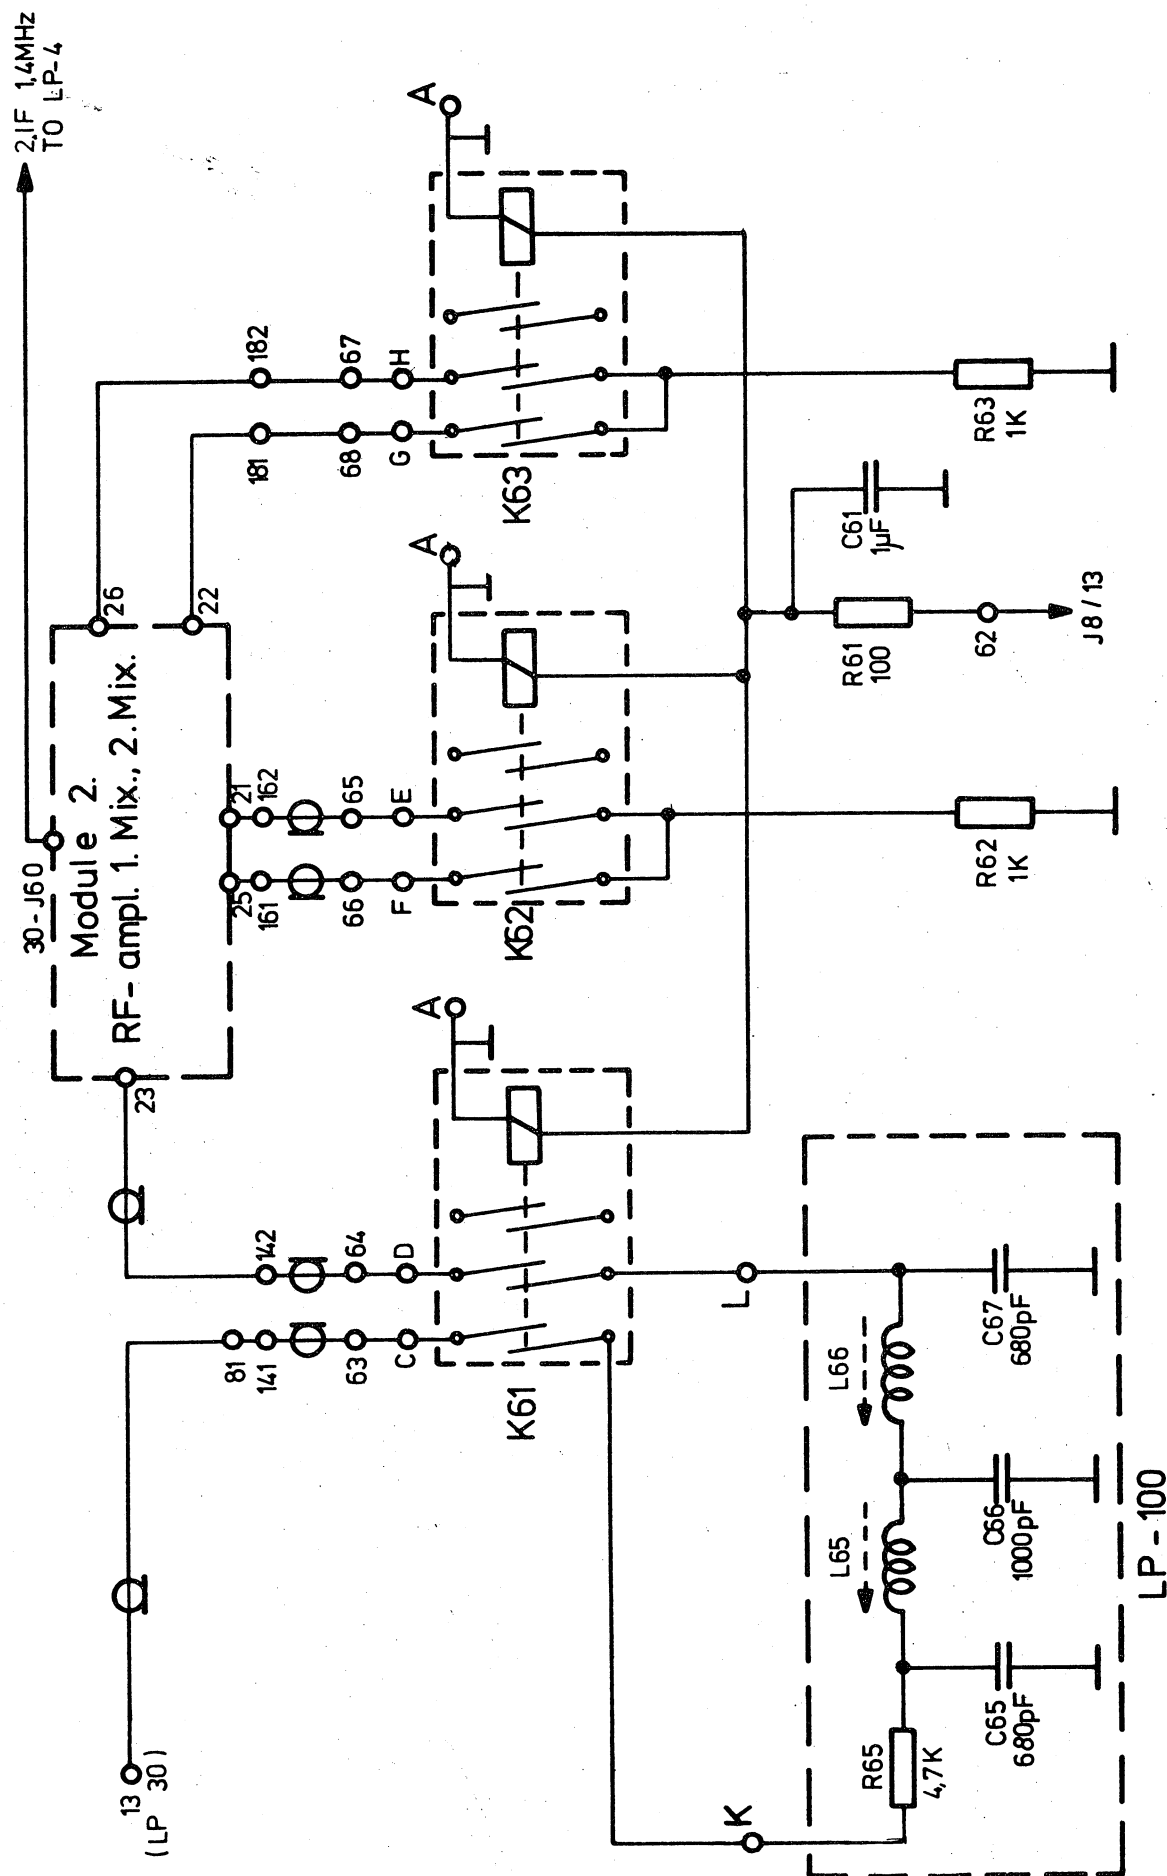 2.IF 1,4MHz
TO LP-4
30-J60
Module 2.
RF-ampl. 1. Mix., 2. Mix.
23
25
21
26
22
13
(LP 30)
81
141
142
161
162
181
182
63
64
66
65
68
67
C
D
F
E
G
H
A
A
A
K61
K62
K63
K
L
L65
L66
R65
4,7K
C65
680pF
C66
1000pF
C67
680pF
LP-100
R62
1K
R61
100
62
J8/13
C61
1µF
R63
1K